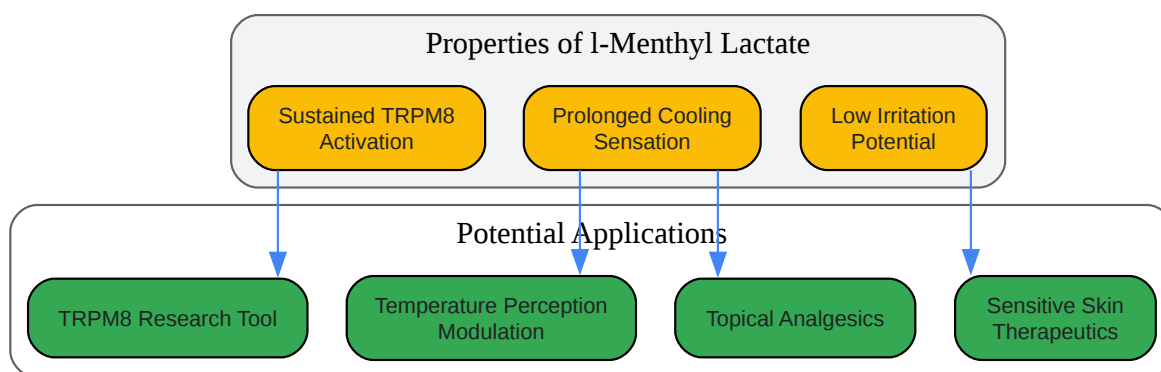 Properties of l-Menthyl Lactate
Sustained TRPM8
Activation
Prolonged Cooling
Sensation
Low Irritation
Potential
Potential Applications
TRPM8 Research Tool
Temperature Perception
Modulation
Topical Analgesics
Sensitive Skin
Therapeutics